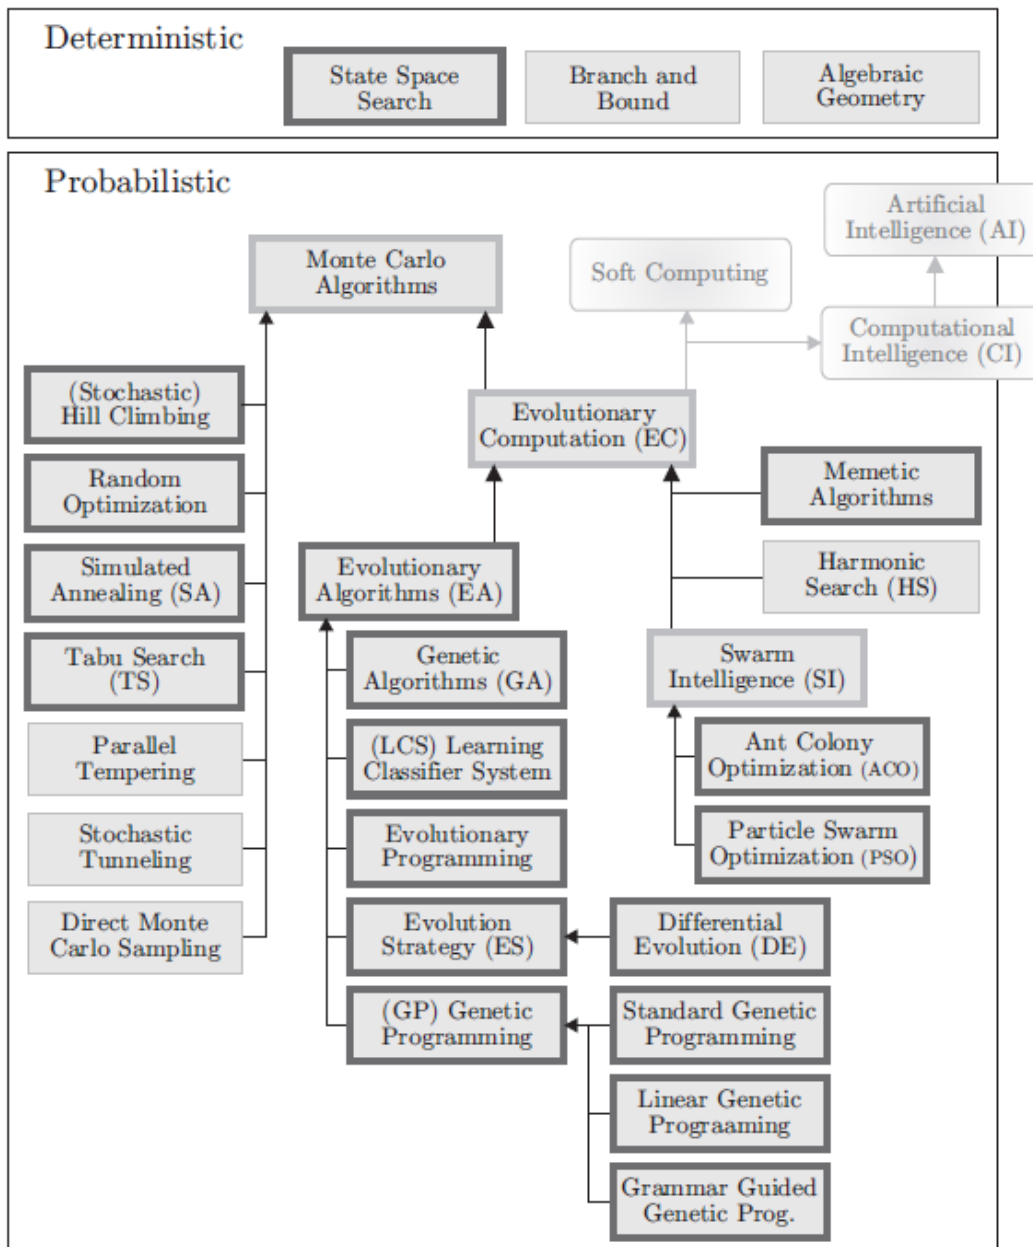 Deterministic
State Space
Search
Branch and
Bound
Algebraic
Geometry
Probabilistic
Artificial
Intelligence (AI)
Monte Carlo
Algorithms
Soft Computing
Computational
Intelligence (CI)
(Stochastic)
Hill Climbing
Evolutionary
Computation (EC)
Random
Optimization
Memetic
Algorithms
Simulated
Annealing (SA)
Evolutionary
Algorithms (EA)
Harmonic
Search (HS)
Tabu Search
(TS)
Genetic
Algorithms (GA)
Swarm
Intelligence (SI)
Parallel
Tempering
(LCS) Learning
Classifier System
Ant Colony
Optimization (ACO)
Stochastic
Tunneling
Evolutionary
Programming
Particle Swarm
Optimization (PSO)
Direct Monte
Carlo Sampling
Evolution
Strategy (ES)
Differential
Evolution (DE)
(GP) Genetic
Programming
Standard Genetic
Programming
Linear Genetic
Prograaming
Grammar Guided
Genetic Prog.